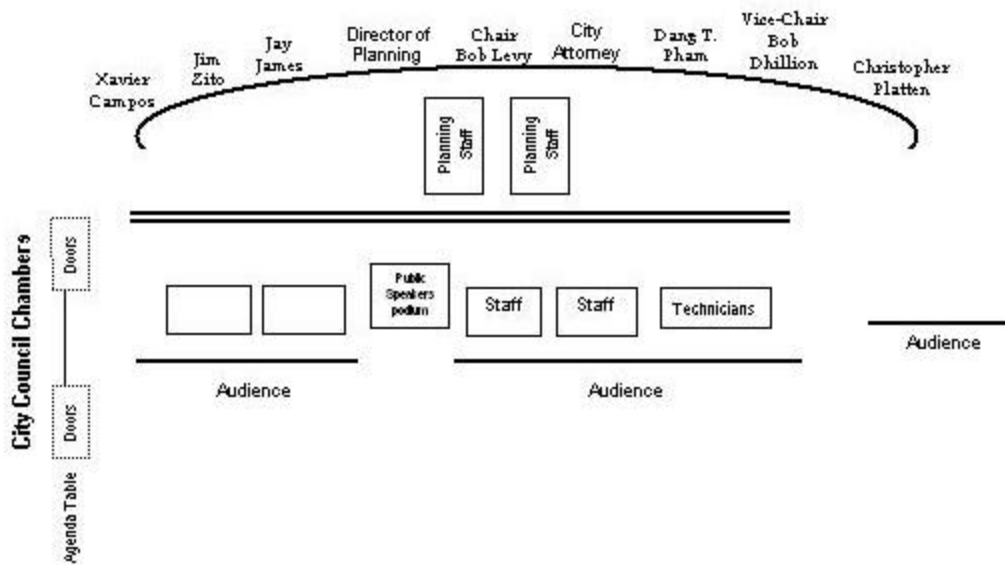 Xavier
Campos
Jim
Zito
Jay
James
Director of
Planning
Chair
Bob Levy
City
Attorney
Dang T.
Pham
Vice-Chair
Bob
Dhillion
Christopher
Platten
Planning
Staff
Planning
Staff
City Council Chambers
Doors
Doors
Agenda Table
Public
Speakers
podium
Staff
Staff
Technicians
Audience
Audience
Audience